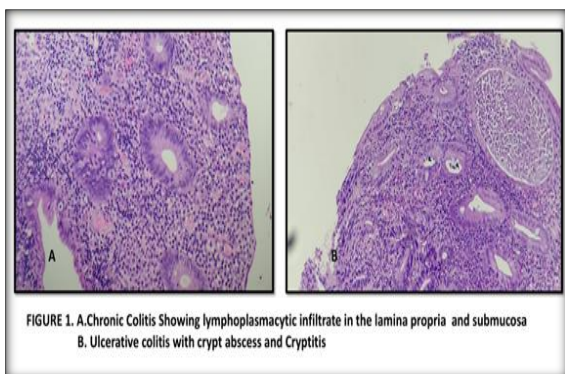 A
B
FIGURE 1. A.Chronic Colitis Showing lymphoplasmacytic infiltrate in the lamina propria and submucosa
B. Ulcerative colitis with crypt abscess and Cryptitis